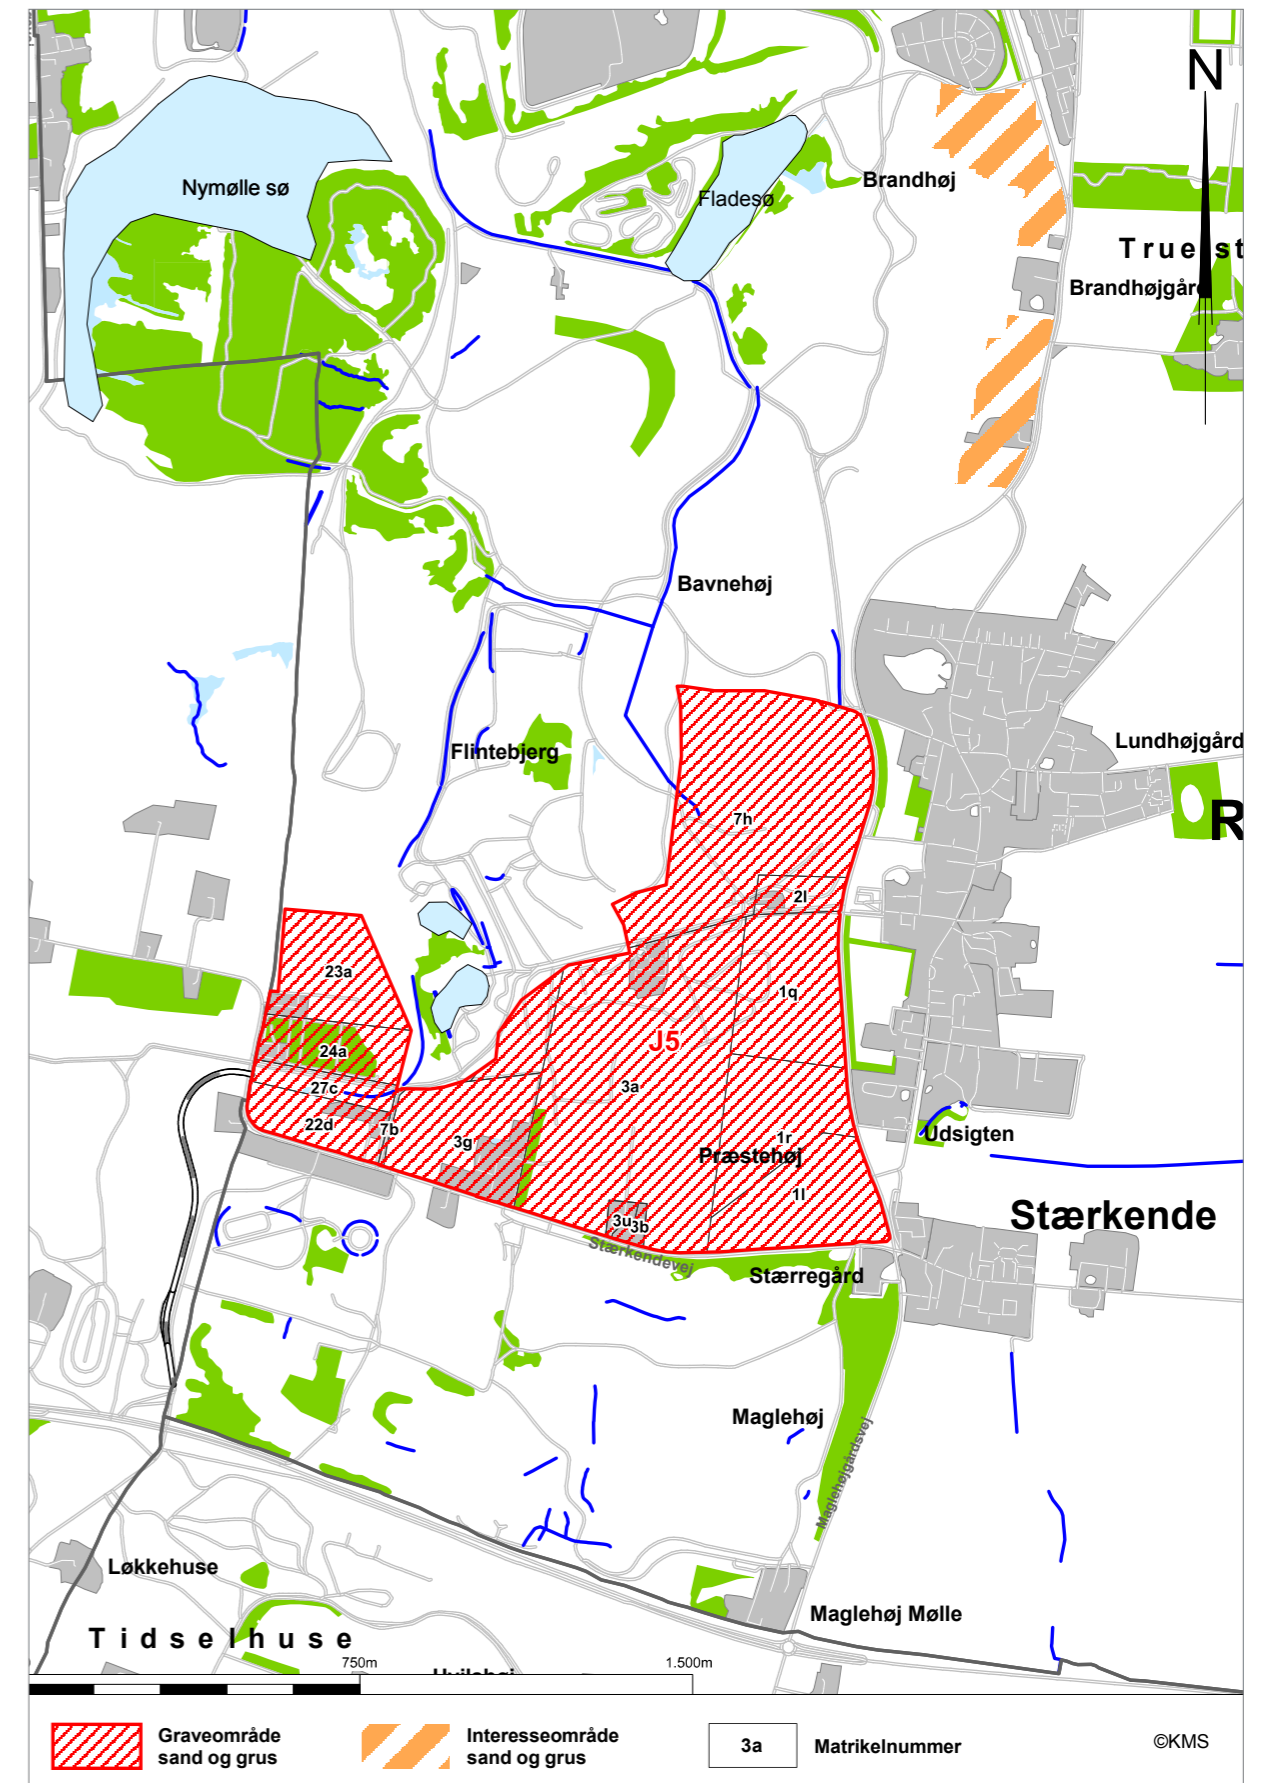 N
Nymølle sø
Fladesø
Brandhøj
Brandhøjgård
Bavnehøj
Flintebjerg
Lundhøjgård
R
7h
2l
23a
1q
J5
24a
3a
27c
22d
7b
3g
1r
Præstehøj
Udsigten
1l
3u
3b
Stærkende
Stærkendevej
Stærregård
Maglehøj
Maglehøjgårdsvej
Løkkehuse
Maglehøj Mølle
Tidselhuse
750m
1.500m
Graveområde
sand og grus
Interesseområde
sand og grus
3a
Matrikelnummer
©KMS